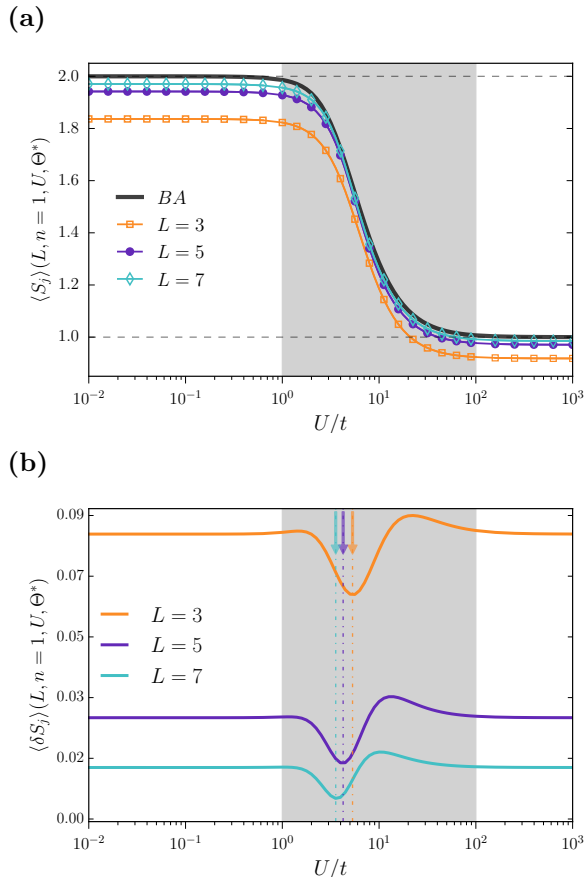 (a)
2.0
1.8
1.6
1.4
1.2
1.0
⟨S_j⟩(L, n = 1, U, Θ*)
BA
L = 3
L = 5
L = 7
10^{-2} 10^{-1} 10^0 10^1 10^2 10^3
U/t
(b)
0.09
0.07
0.05
0.03
0.02
0.00
⟨δS_j⟩(L, n = 1, U, Θ*)
L = 3
L = 5
L = 7
10^{-2} 10^{-1} 10^0 10^1 10^2 10^3
U/t